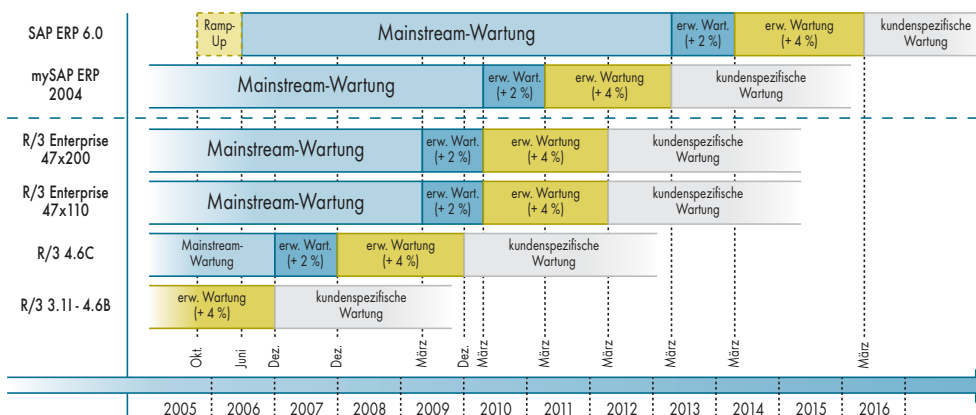 SAP ERP 6.0
Ramp-
Up
Mainstream-Wartung
erw. Wart.
(+ 2 %)
erw. Wartung
(+ 4 %)
kundenspezifische
Wartung
mySAP ERP
2004
Mainstream-Wartung
erw. Wart.
(+ 2 %)
erw. Wartung
(+ 4 %)
kundenspezifische
Wartung
R/3 Enterprise
47x200
Mainstream-Wartung
erw. Wart.
(+ 2 %)
erw. Wartung
(+ 4 %)
kundenspezifische
Wartung
R/3 Enterprise
47x110
Mainstream-Wartung
erw. Wart.
(+ 2 %)
erw. Wartung
(+ 4 %)
kundenspezifische
Wartung
R/3 4.6C
Mainstream-
Wartung
erw. Wart.
(+ 2 %)
erw. Wartung
(+ 4 %)
kundenspezifische
Wartung
R/3 3.1I - 4.6B
erw. Wartung
(+ 4 %)
kundenspezifische
Wartung
Okt.
Juni
Dez.
Dez.
März
Dez.
März
März
März
März
März
März
2005 2006 2007 2008 2009 2010 2011 2012 2013 2014 2015 2016